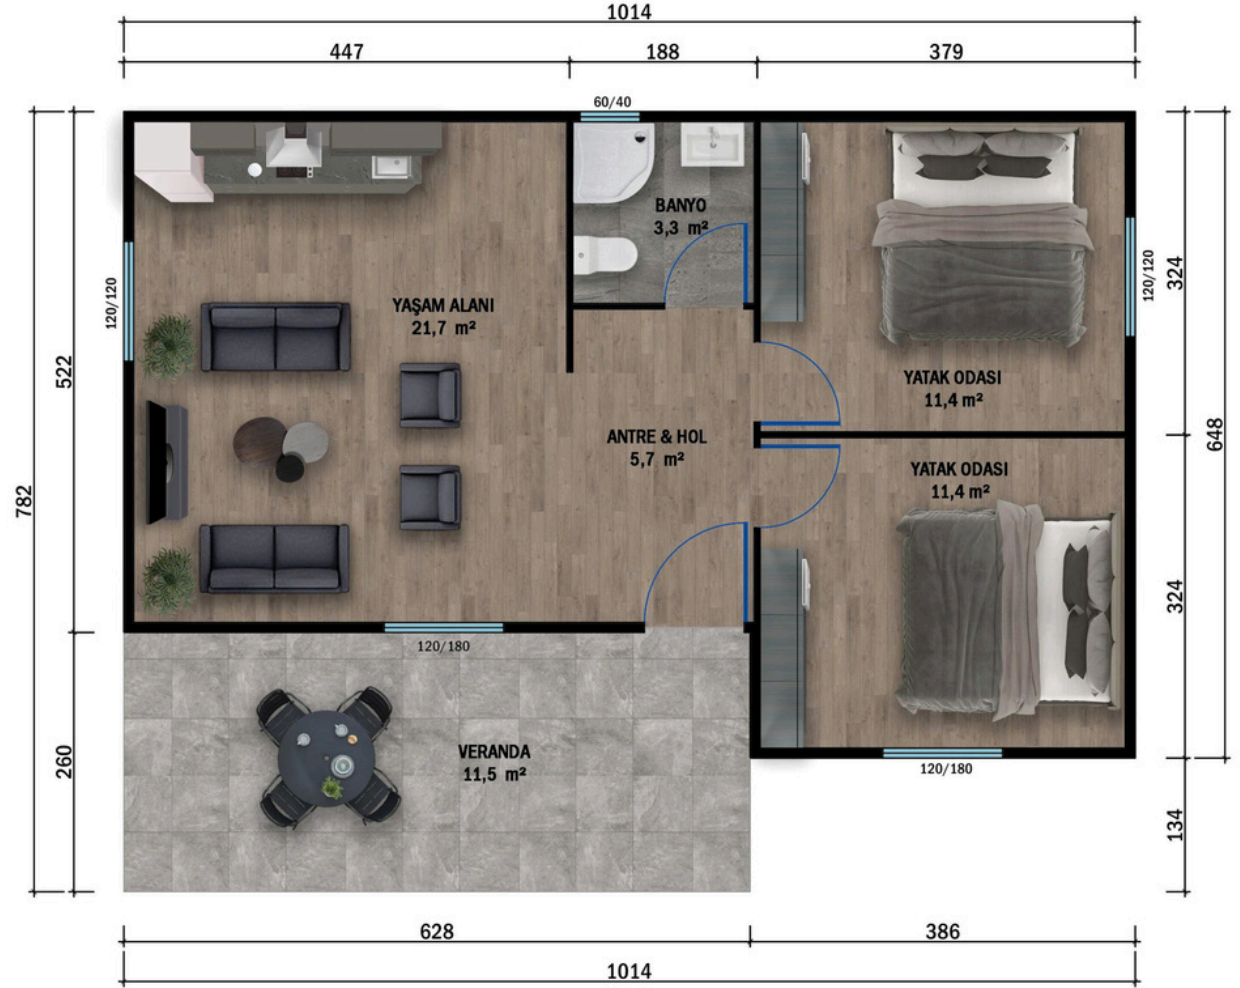 1014
447
188
379
60/40
BANYO
3,3 m²
120/120
YAŞAM ALANI
21,7 m²
120/120
324
522
YATAK ODASI
11,4 m²
ANTRE & HOL
5,7 m²
648
YATAK ODASI
11,4 m²
782
324
120/180
VERANDA
11,5 m²
260
120/180
134
628
386
1014